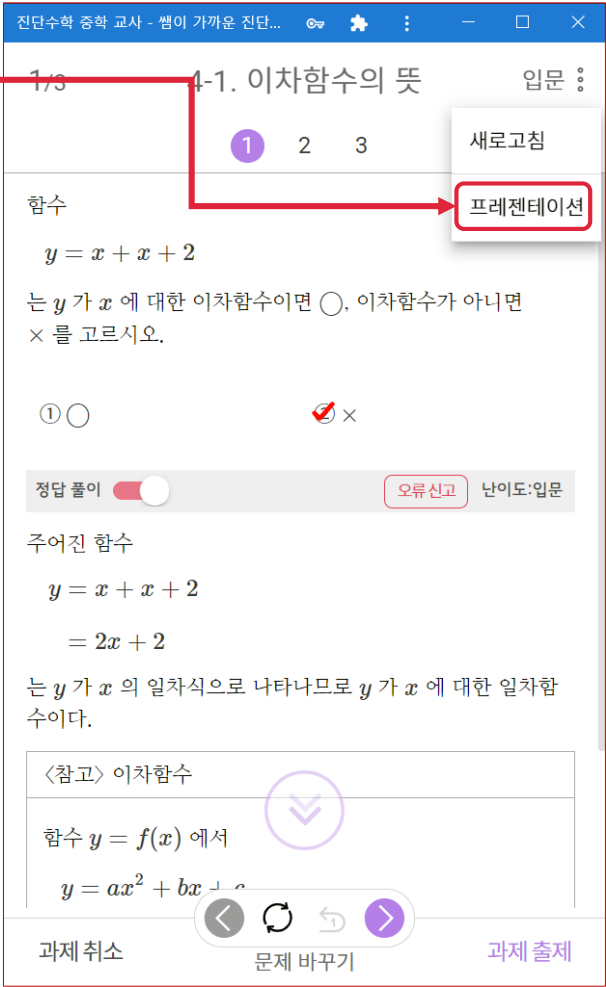 진단수학 중학 교사 - 쌤이 가까운 진단...
1/3 4-1. 이차함수의 뜻 입문
1 2 3
새로고침
프레젠테이션
함수
y = x + x + 2
는 y 가 x 에 대한 이차함수이면 ◯, 이차함수가 아니면
× 를 고르시오.
① ◯ ② ×
정답 풀이 오류신고 난이도:입문
주어진 함수
y = x + x + 2
= 2x + 2
는 y 가 x 의 일차식으로 나타나므로 y 가 x 에 대한 일차함
수이다.
〈참고〉 이차함수
함수 y = f(x) 에서
y = ax² + bx + c
1
과제 취소 문제 바꾸기 과제 출제